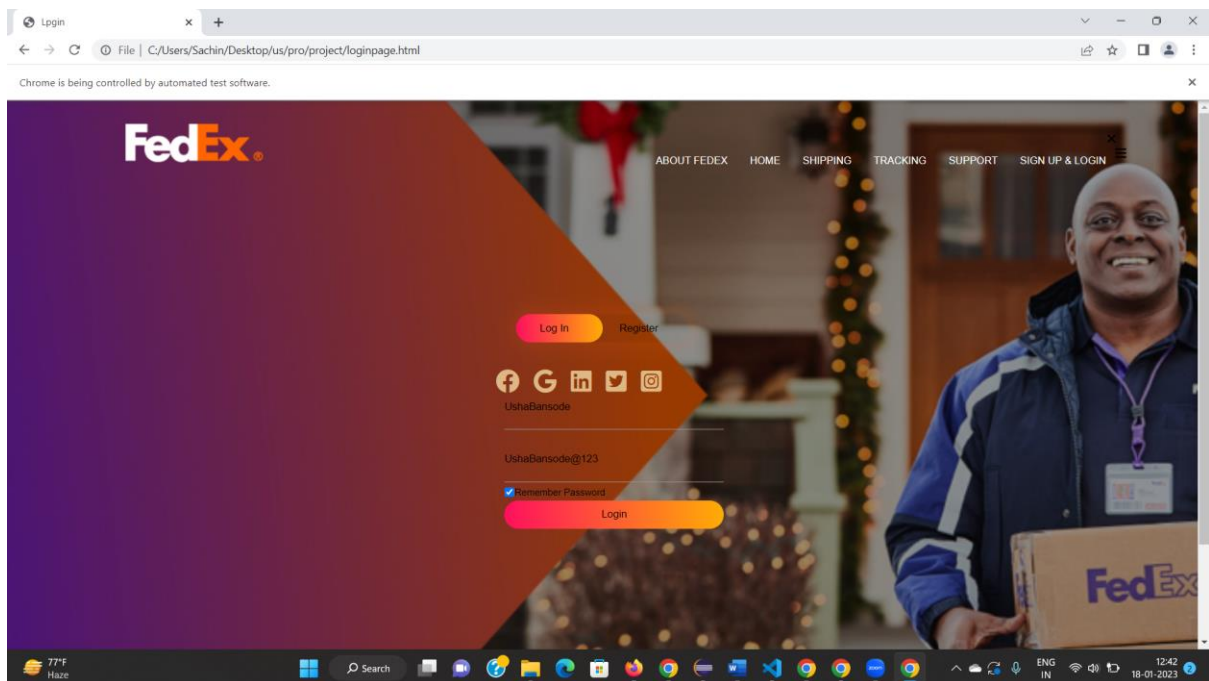 Lpgin
File | C:/Users/Sachin/Desktop/us/pro/project/loginpage.html
Chrome is being controlled by automated test software.
FedEx.
ABOUT FEDEX HOME SHIPPING TRACKING SUPPORT SIGN UP & LOGIN
Log In Register
UshaBansode
UshaBansode@123
Remember Password
Login
FedEx
77°F
Haze
Search
ENG
IN
12:42
18-01-2023
2